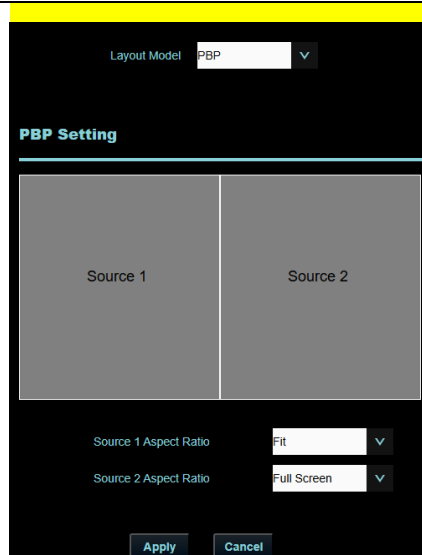 Layout Model PBP
PBP Setting
Source 1 Source 2
Source 1 Aspect Ratio Fit
Source 2 Aspect Ratio Full Screen
Apply Cancel